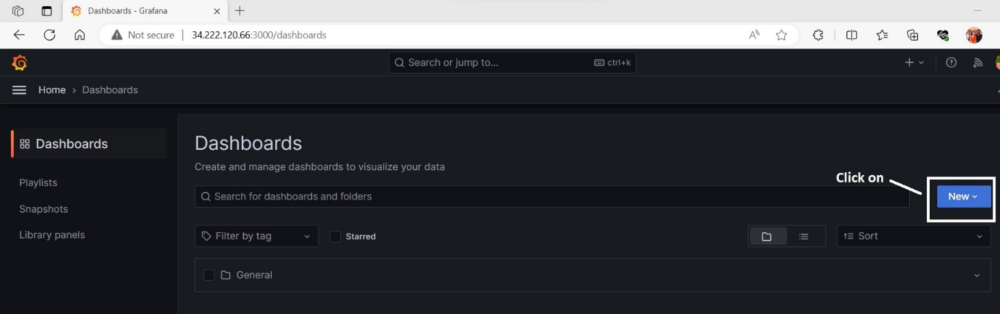 Dashboards - Grafana
Not secure | 34.222.120.66:3000/dashboards
Search or jump to... ctrl+k
Home › Dashboards
Dashboards
Playlists
Snapshots
Library panels
Dashboards
Create and manage dashboards to visualize your data
Click on
Search for dashboards and folders
New
Filter by tag
Starred
Sort
General